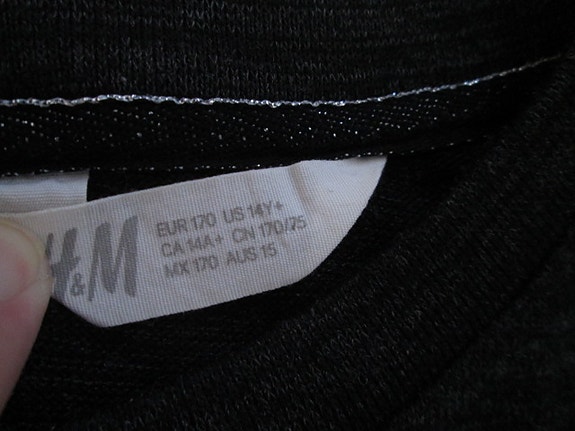 H&M
EUR 170 US 14Y+
CA 14A+ CN 170/75
MX 170 AUS 15